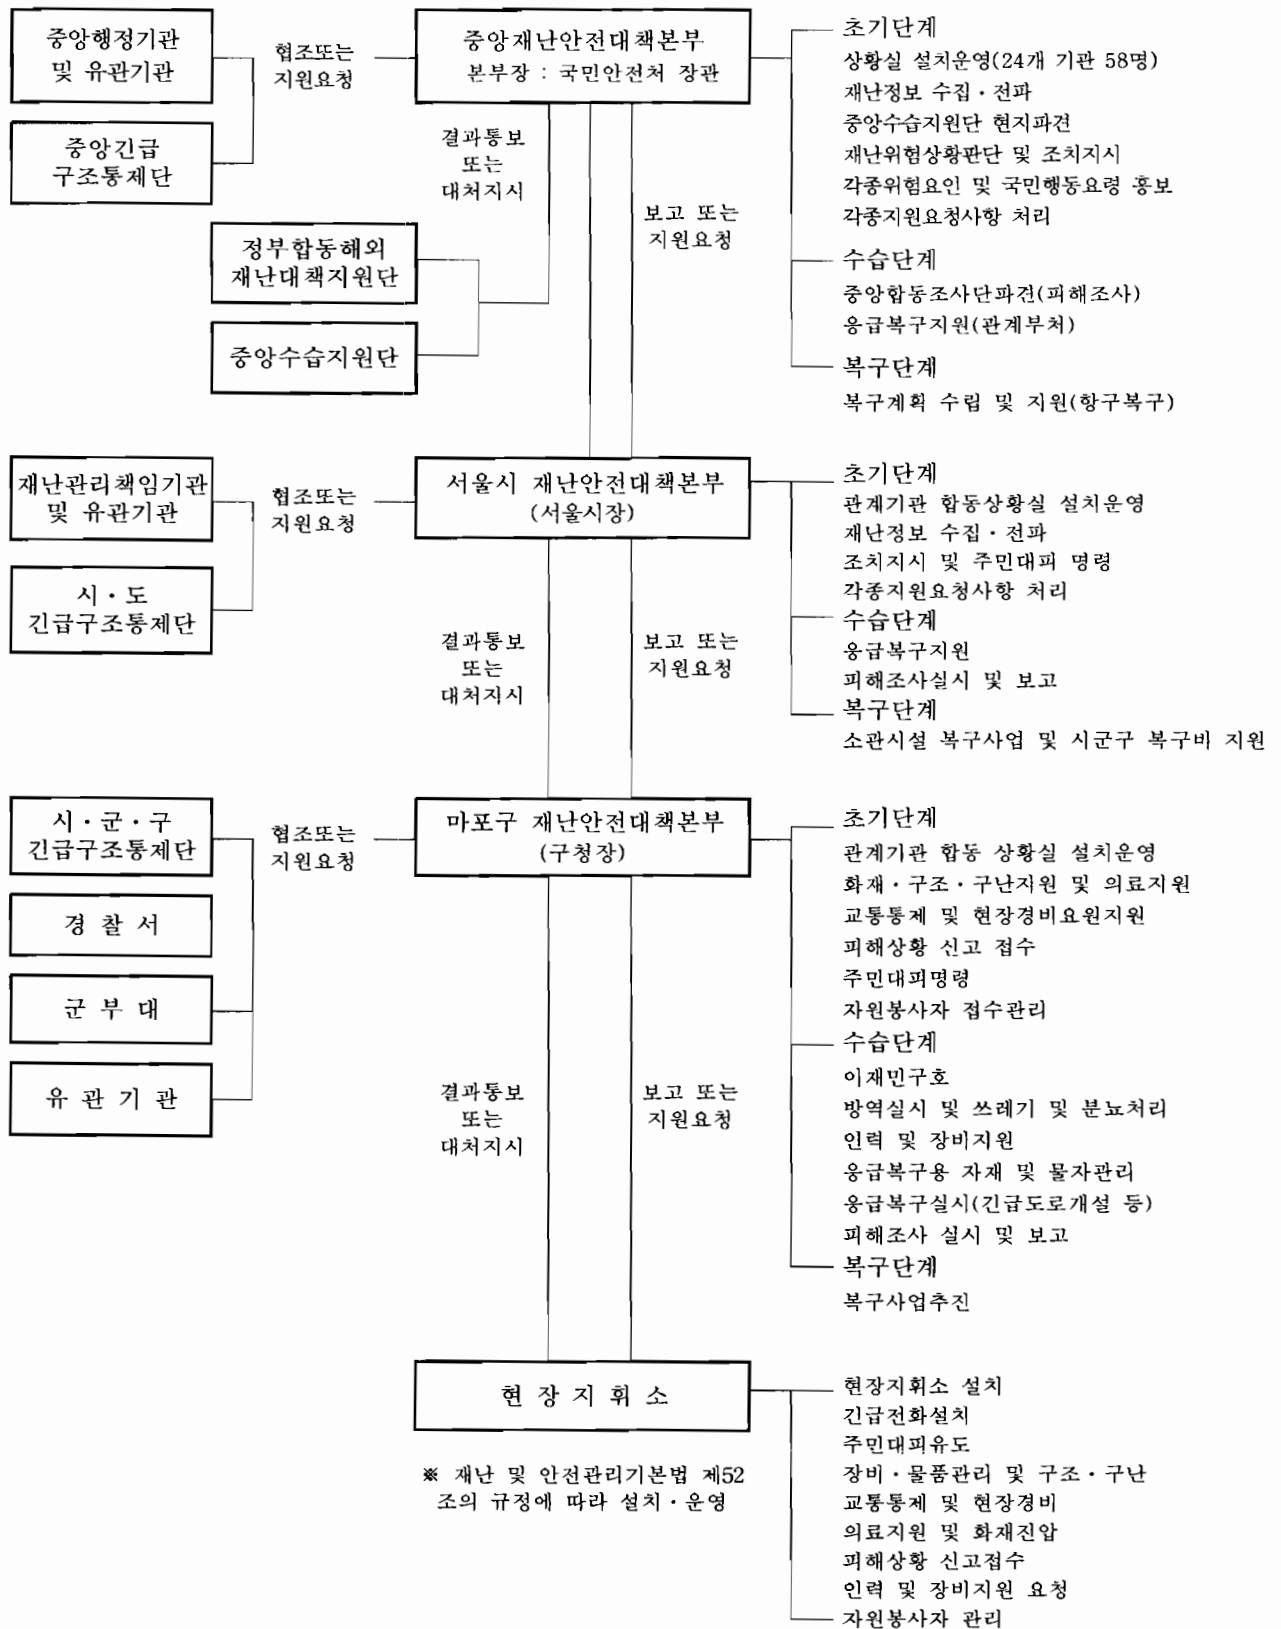 중앙행정기관
및 유관기관
협조또는
지원요청
중앙재난안전대책본부
본부장 : 국민안전처 장관
중앙긴급
구조통제단
결과통보
또는
대처지시
보고 또는
지원요청
정부합동해외
재난대책지원단
중앙수습지원단
초기단계
상황실 설치운영(24개 기관 58명)
재난정보 수집・전파
중앙수습지원단 현지파견
재난위험상황판단 및 조치지시
각종위험요인 및 국민행동요령 홍보
각종지원요청사항 처리
수습단계
중앙합동조사단파견(피해조사)
응급복구지원(관계부처)
복구단계
복구계획 수립 및 지원(항구복구)
재난관리책임기관
및 유관기관
협조또는
지원요청
서울시 재난안전대책본부
(서울시장)
시・도
긴급구조통제단
결과통보
또는
대처지시
보고 또는
지원요청
초기단계
관계기관 합동상황실 설치운영
재난정보 수집・전파
조치지시 및 주민대피 명령
각종지원요청사항 처리
수습단계
응급복구지원
피해조사실시 및 보고
복구단계
소관시설 복구사업 및 시군구 복구비 지원
시・군・구
긴급구조통제단
협조또는
지원요청
마포구 재난안전대책본부
(구청장)
경 찰 서
군 부 대
유 관 기 관
결과통보
또는
대처지시
보고 또는
지원요청
초기단계
관계기관 합동 상황실 설치운영
화재・구조・구난지원 및 의료지원
교통통제 및 현장경비요원지원
피해상황 신고 접수
주민대피명령
자원봉사자 접수관리
수습단계
이재민구호
방역실시 및 쓰레기 및 분뇨처리
인력 및 장비지원
응급복구용 자재 및 물자관리
응급복구실시(긴급도로개설 등)
피해조사 실시 및 보고
복구단계
복구사업추진
현 장 지 휘 소
※ 재난 및 안전관리기본법 제52
조의 규정에 따라 설치・운영
현장지휘소 설치
긴급전화설치
주민대피유도
장비・물품관리 및 구조・구난
교통통제 및 현장경비
의료지원 및 화재진압
피해상황 신고접수
인력 및 장비지원 요청
자원봉사자 관리